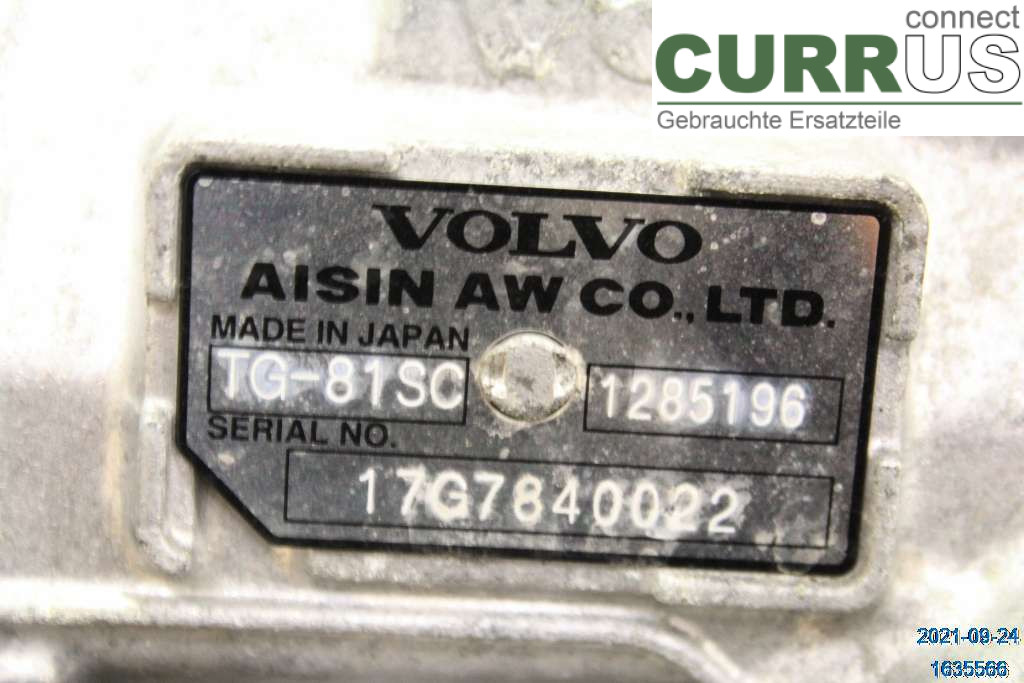 connect
CURRUS
Gebrauchte Ersatzteile
VOLVO
AISIN AW CO., LTD.
MADE IN JAPAN
TG-81SC 1285196
SERIAL NO.
17G7840022
2021-09-24
1635566